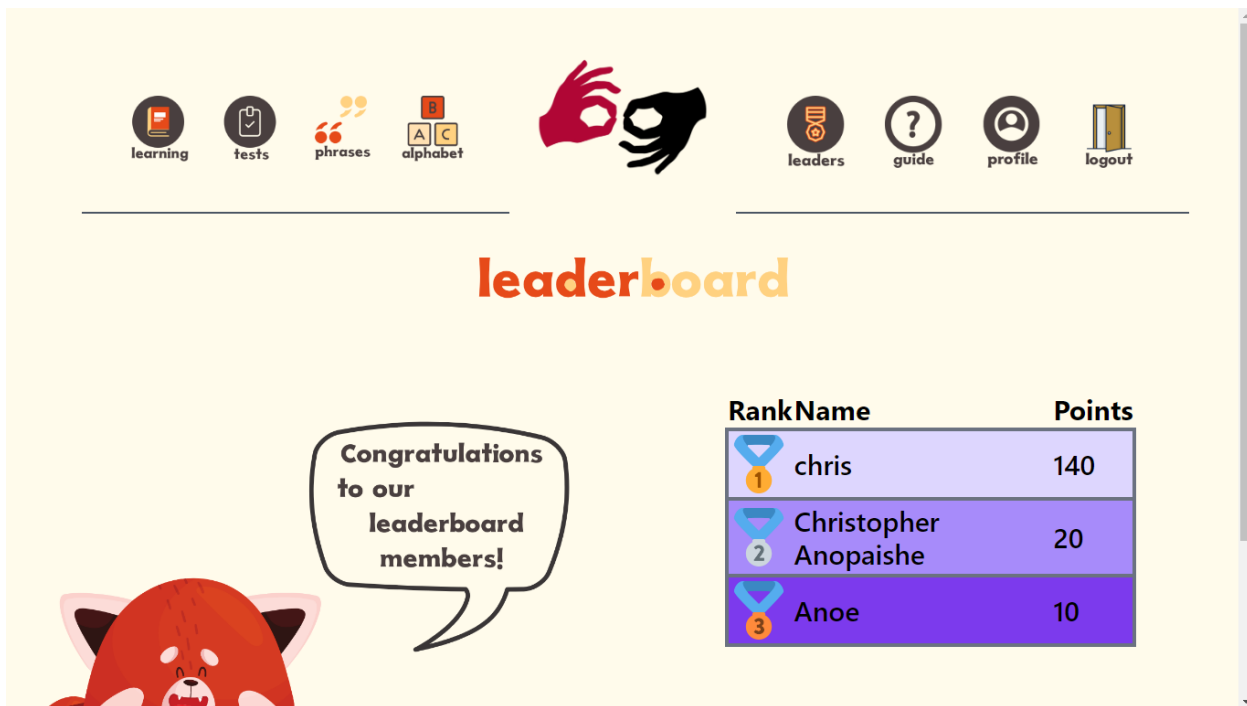 learning
tests
phrases
B
A C
alphabet
leaders
?
guide
profile
logout
leaderboard
Congratulations
to our
leaderboard
members!
Rank Name Points
1 chris 140
2 Christopher
Anopaishe 20
3 Anoe 10